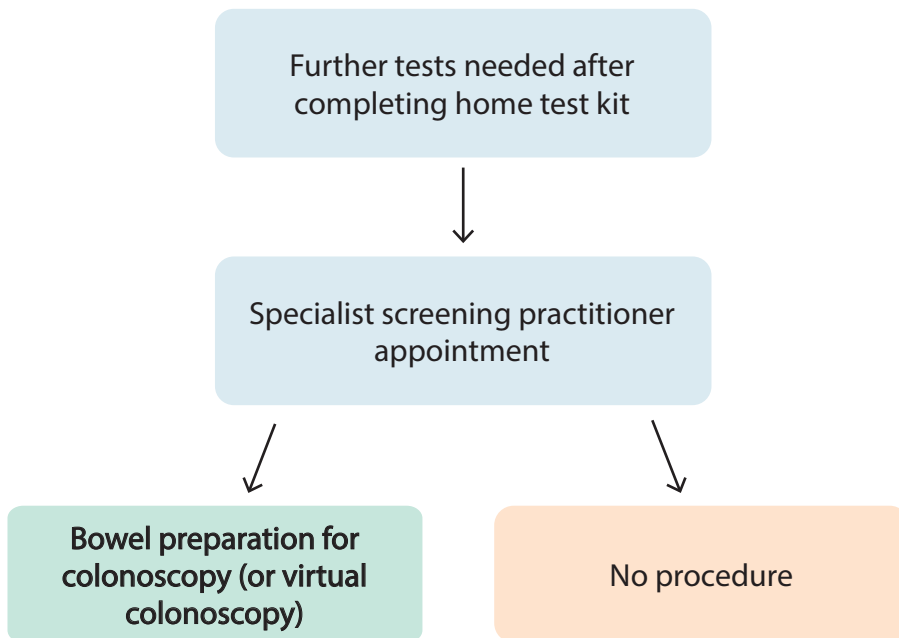 Further tests needed after
completing home test kit
Specialist screening practitioner
appointment
Bowel preparation for
colonoscopy (or virtual
colonoscopy)
No procedure